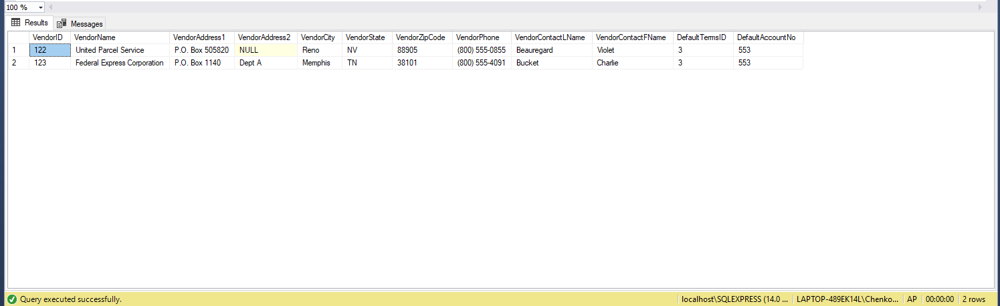 100 %
Results Messages
VendorID VendorName VendorAddress1 VendorAddress2 VendorCity VendorState VendorZipCode VendorPhone VendorContactLName VendorContactFName DefaultTermsID DefaultAccountNo
1 122 United Parcel Service P.O. Box 505820 NULL Reno NV 88905 (800) 555-0855 Beauregard Violet 3 553
2 123 Federal Express Corporation P.O. Box 1140 Dept A Memphis TN 38101 (800) 555-4091 Bucket Charlie 3 553
Query executed successfully. localhost\SQLEXPRESS (14.0 ... LAPTOP-489EK14L\Chenko... AP 00:00:00 2 rows